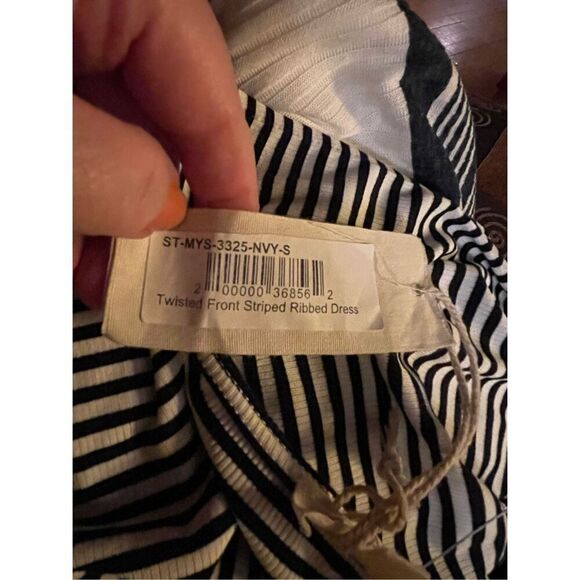 ST-MYS-3325-NVY-S
2 00000 36856 2
Twisted Front Striped Ribbed Dress